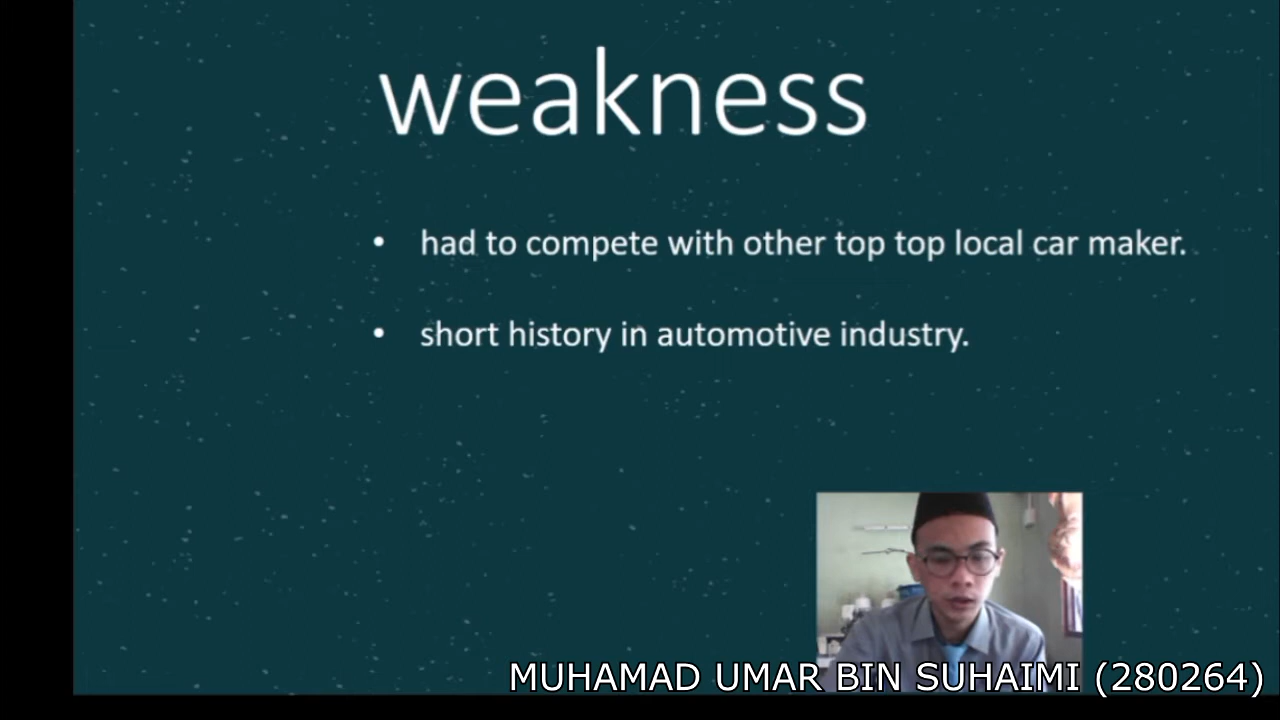 weakness
• had to compete with other top top local car maker.
• short history in automotive industry.
MUHAMAD UMAR BIN SUHAIMI (280264)